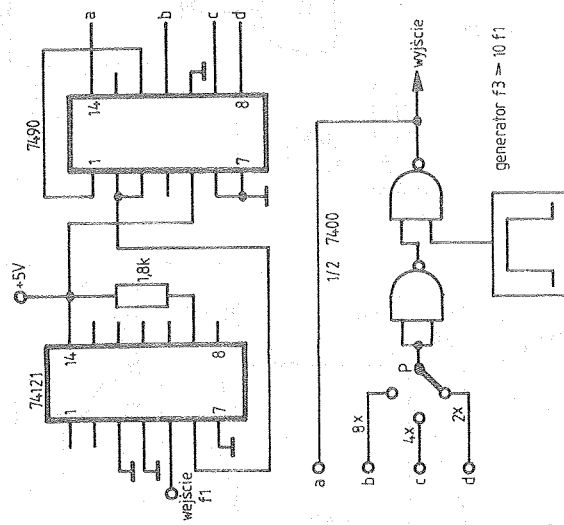 74121
1
7
14
8
wejście
f1
+5V
1,8k
7490
1
7
14
8
a
b
c
d
a
b
c
d
8x
4x
2x
P
1/2 7400
wyjście
generator f3 ≥ 10 f1